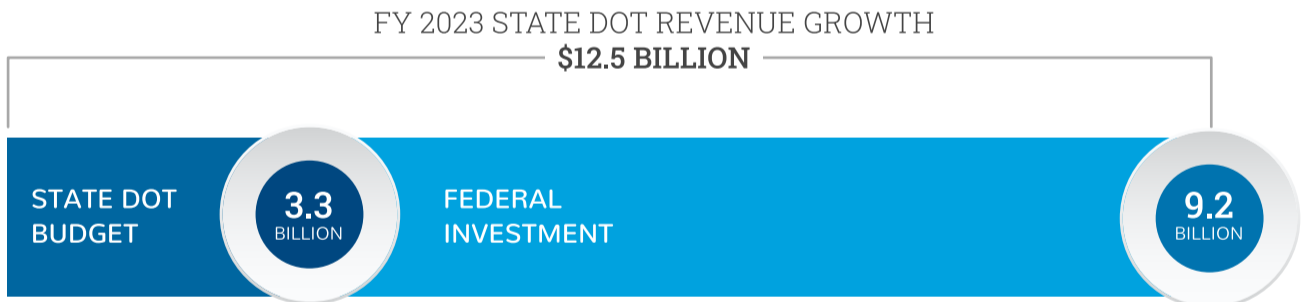 FY 2023 STATE DOT REVENUE GROWTH
$12.5 BILLION
STATE DOT
BUDGET
3.3
BILLION
FEDERAL
INVESTMENT
9.2
BILLION